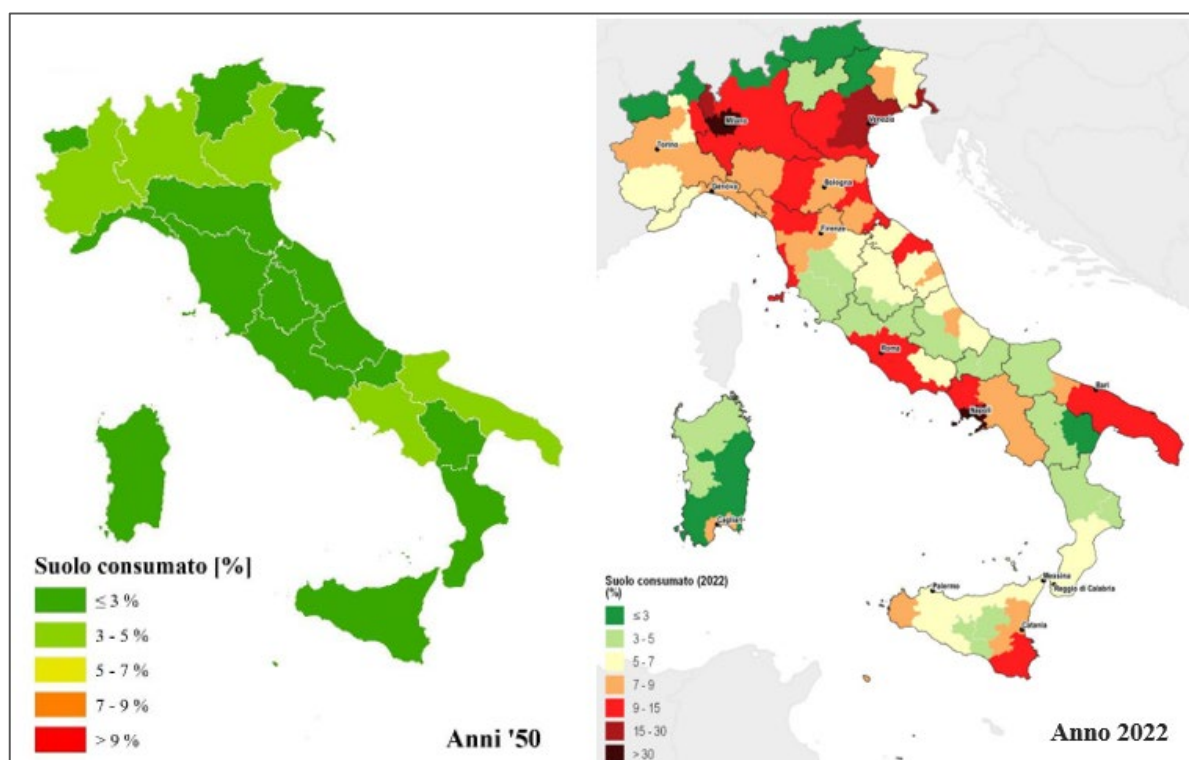 Suolo consumato [%]
≤ 3 %
3 - 5 %
5 - 7 %
7 - 9 %
> 9 %
Anni '50
Milano
Venezia
Torino
Genova
Bologna
Firenze
Roma
Napoli
Bari
Cagliari
Palermo
Messina
Reggio di Calabria
Catania
Suolo consumato (2022)
(%)
≤ 3
3 - 5
5 - 7
7 - 9
9 - 15
15 - 30
> 30
Anno 2022